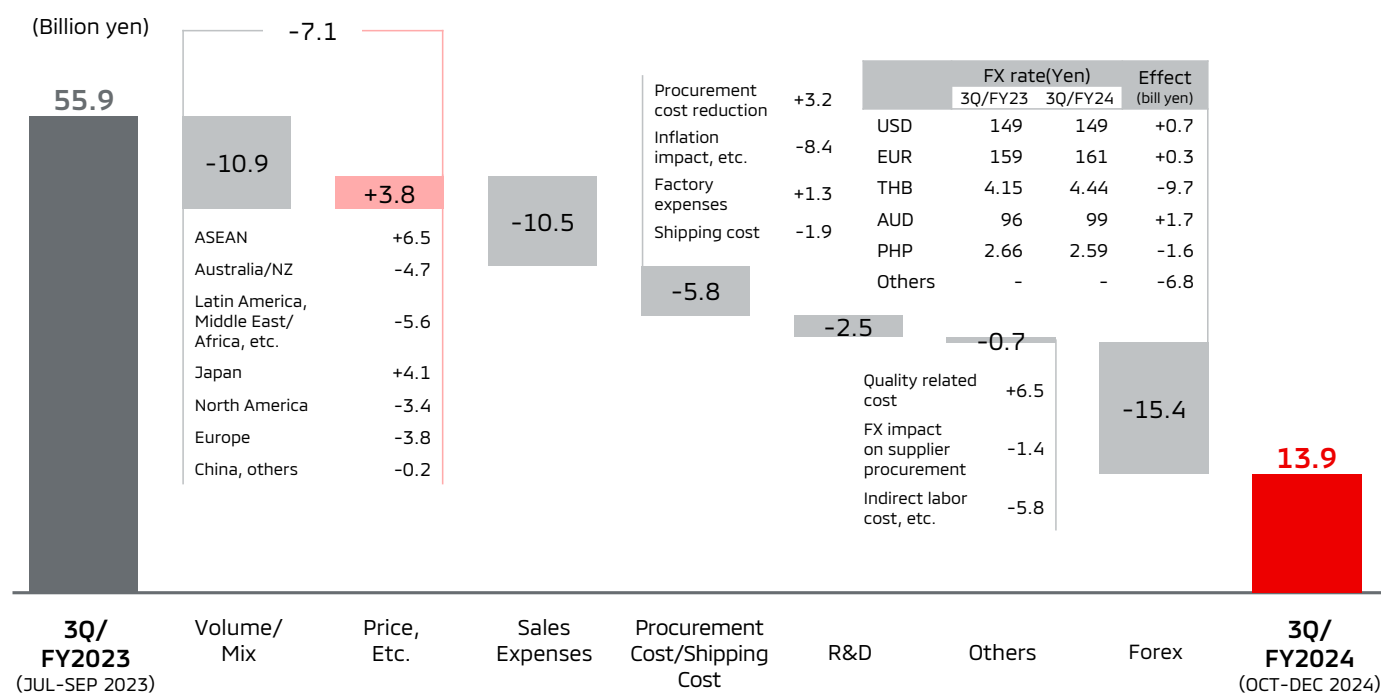 (Billion yen)
-7.1
55.9
-10.9
+3.8
ASEAN +6.5
Australia/NZ -4.7
Latin America,
Middle East/ -5.6
Africa, etc.
Japan +4.1
North America -3.4
Europe -3.8
China, others -0.2
-10.5
Procurement
cost reduction +3.2
Inflation
impact, etc. -8.4
Factory
expenses +1.3
Shipping cost -1.9
-5.8
-2.5
FX rate(Yen) Effect
3Q/FY23 3Q/FY24 (bill yen)
USD 149 149 +0.7
EUR 159 161 +0.3
THB 4.15 4.44 -9.7
AUD 96 99 +1.7
PHP 2.66 2.59 -1.6
Others - - -6.8
-0.7
Quality related
cost +6.5
FX impact
on supplier -1.4
procurement
Indirect labor
cost, etc. -5.8
-15.4
13.9
3Q/
FY2023
(JUL-SEP 2023)
Volume/
Mix
Price,
Etc.
Sales
Expenses
Procurement
Cost/Shipping
Cost
R&D
Others
Forex
3Q/
FY2024
(OCT-DEC 2024)